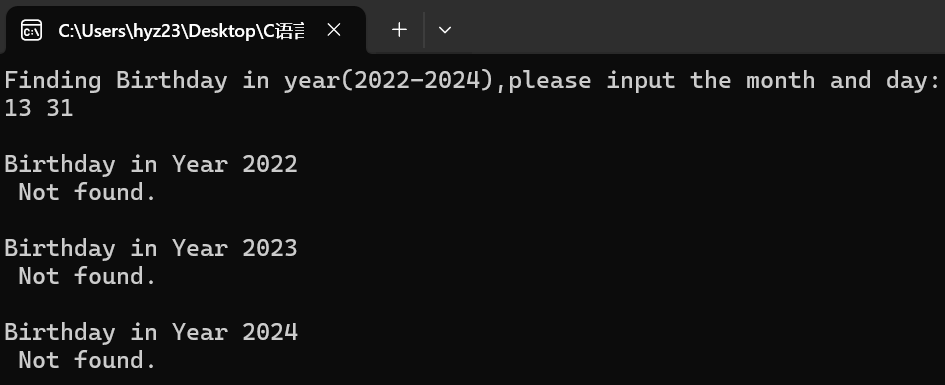 C:\Users\hyz23\Desktop\C语言
Finding Birthday in year(2022-2024),please input the month and day:
13 31
Birthday in Year 2022
Not found.
Birthday in Year 2023
Not found.
Birthday in Year 2024
Not found.